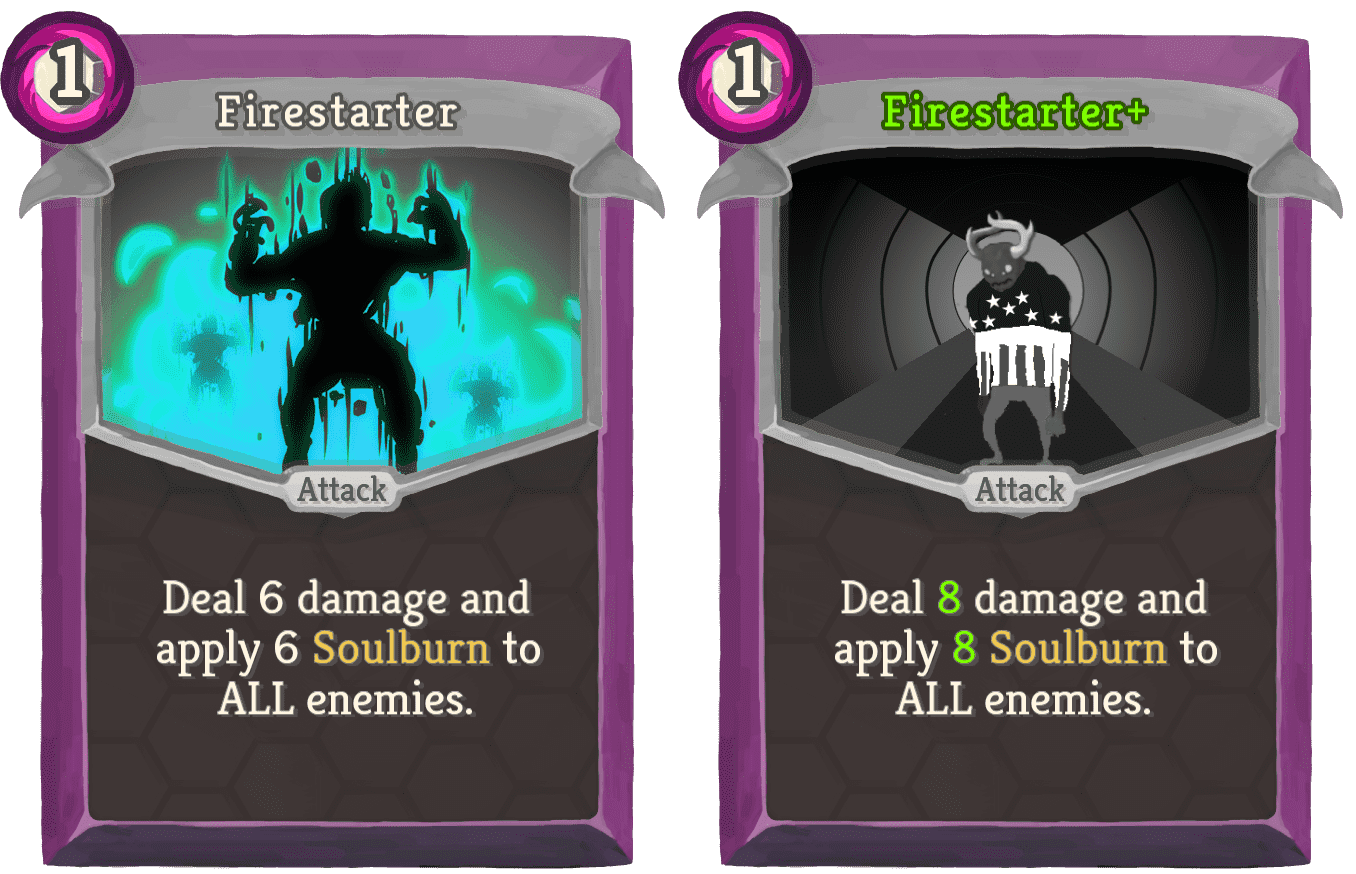 1
Firestarter
Attack
Deal 6 damage and
apply 6 Soulburn to
ALL enemies.
1
Firestarter+
Attack
Deal 8 damage and
apply 8 Soulburn to
ALL enemies.